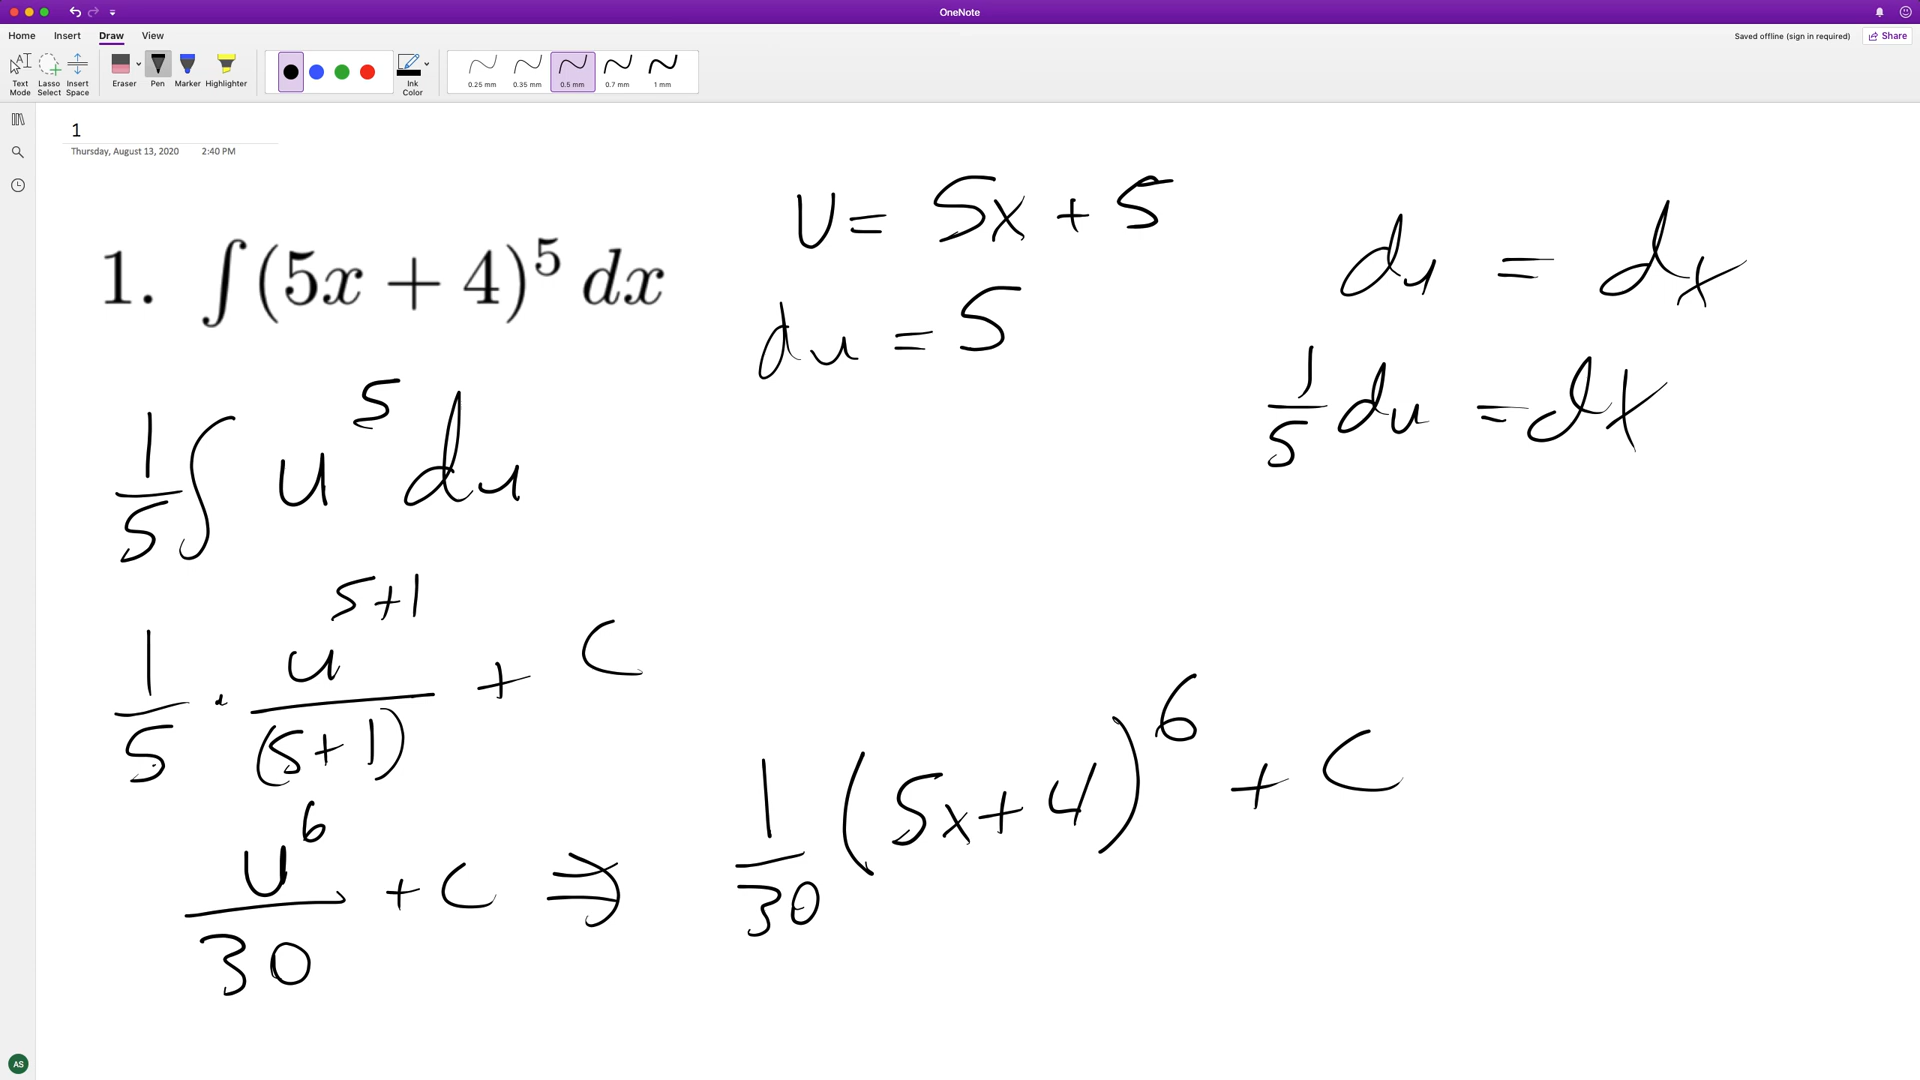 OneNote
Home Insert Draw View
Saved offline (sign in required) Share
Text Mode
Lasso Select
Insert Space
Eraser
Pen
Marker
Highlighter
Ink Color
0.25 mm
0.35 mm
0.5 mm
0.7 mm
1 mm
1
Thursday, August 13, 2020 2:40 PM
1. ∫(5x + 4)⁵ dx
U = 5x + 5
du = 5
du = dx
1/5 du = dx
1/5 ∫ u⁵ du
1/5 · u⁵⁺¹/(5+1) + C
u⁶/30 + C ⇒ 1/30 (5x+4)⁶ + C
AS